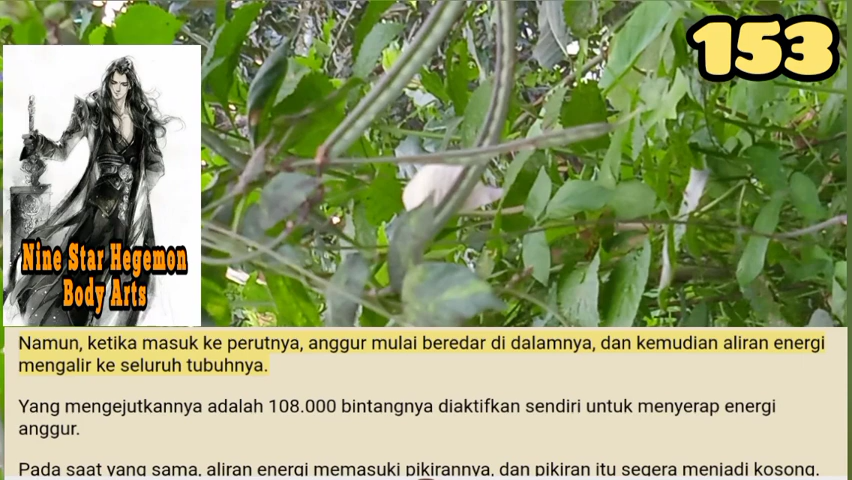 153
Nine Star Hegemon
Body Arts
Namun, ketika masuk ke perutnya, anggur mulai beredar di dalamnya, dan kemudian aliran energi
mengalir ke seluruh tubuhnya.
Yang mengejutkannya adalah 108.000 bintangnya diaktifkan sendiri untuk menyerap energi
anggur.
Pada saat yang sama, aliran energi memasuki pikirannya, dan pikiran itu segera menjadi kosong.